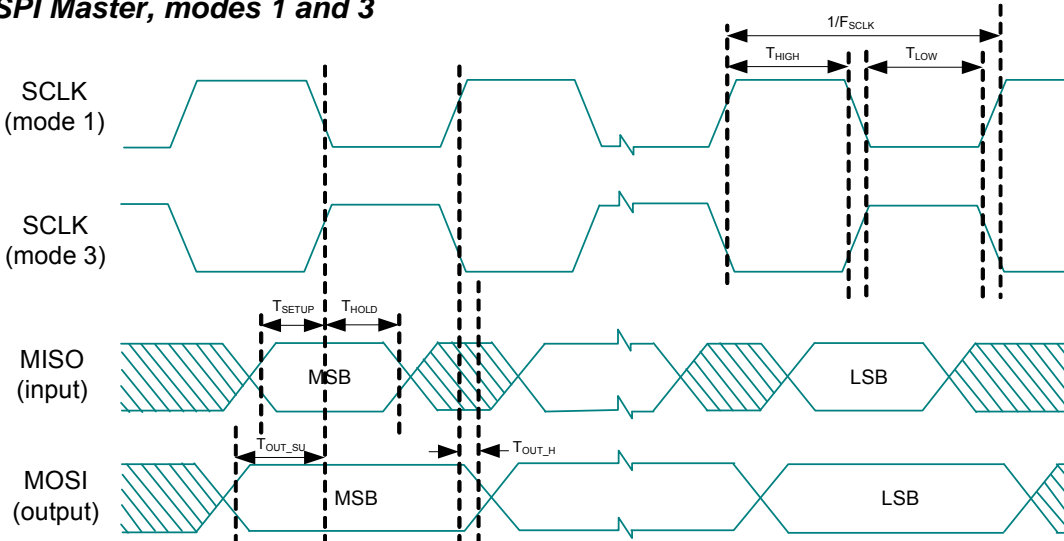 SPI Master, modes 1 and 3
1/FSCLK
THIGH
TLOW
SCLK
(mode 1)
SCLK
(mode 3)
TSETUP
THOLD
MISO
(input)
MSB
LSB
TOUT_SU
TOUT_H
MOSI
(output)
MSB
LSB